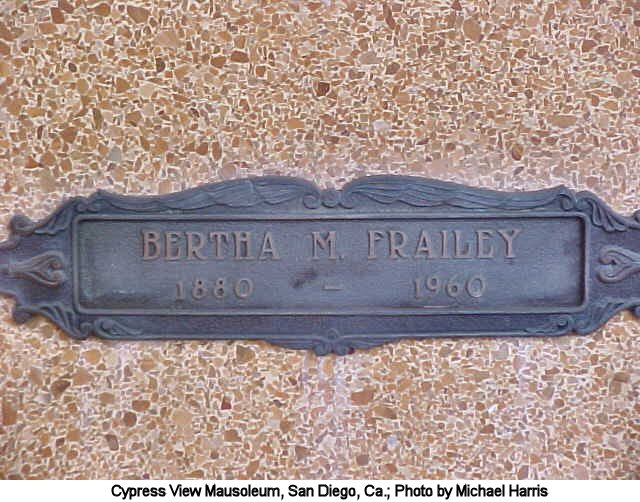 BERTHA M. FRAILEY
1880 – 1960
Cypress View Mausoleum, San Diego, Ca.; Photo by Michael Harris